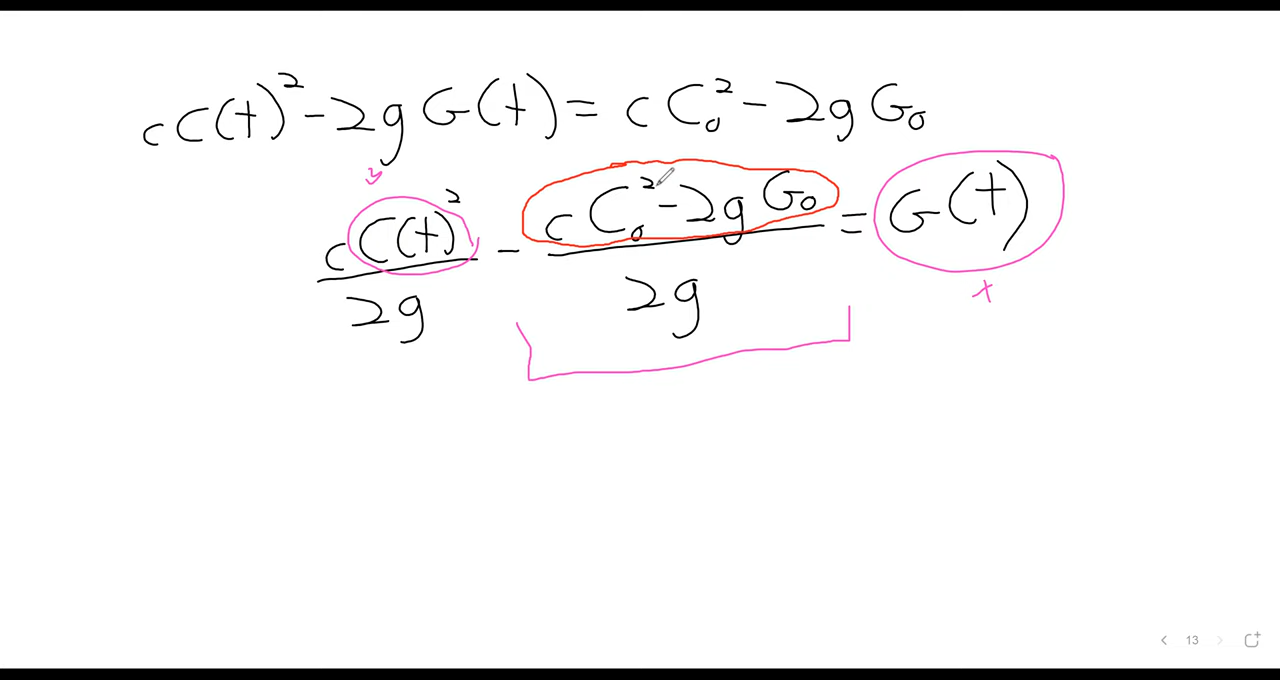 cC(t)² - 2gG(t) = cC₀² - 2gG₀
cC(t)²/2g - (cC₀² - 2gG₀)/2g = G(t)
x
13